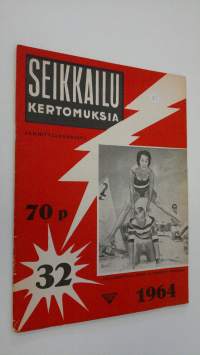 SEIKKAILU
KERTOMUKSIA
70 p
32
1964